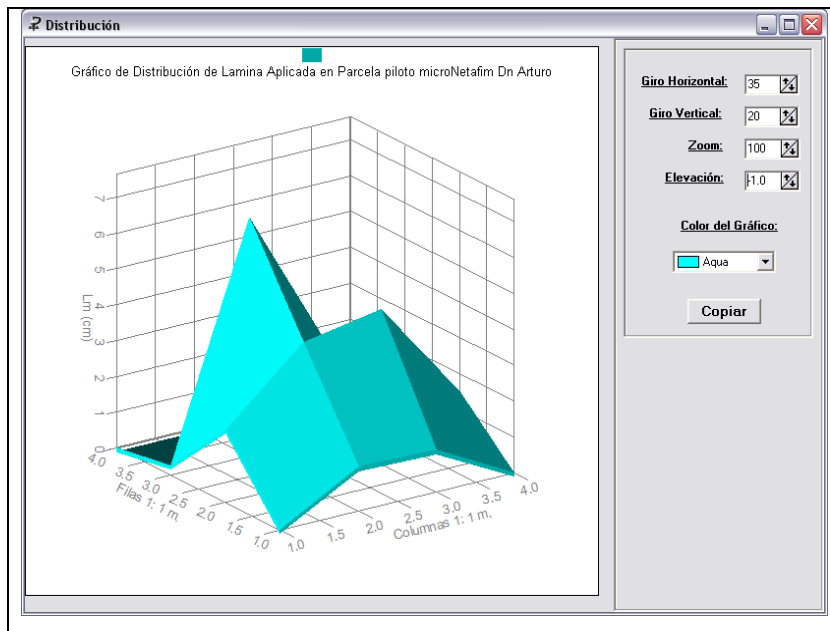 Distribución
Gráfico de Distribución de Lamina Aplicada en Parcela piloto microNetafim Dn Arturo
7
6
5
4
3
2
1
0
Lm (cm)
4.0
3.5
3.0
2.5
2.0
1.5
1.0
Filas 1: 1 m.
1.0
1.5
2.0
2.5
3.0
3.5
4.0
Columnas 1: 1 m.
Giro Horizontal: 35
Giro Vertical: 20
Zoom: 100
Elevación: -1.0
Color del Gráfico:
Aqua
Copiar